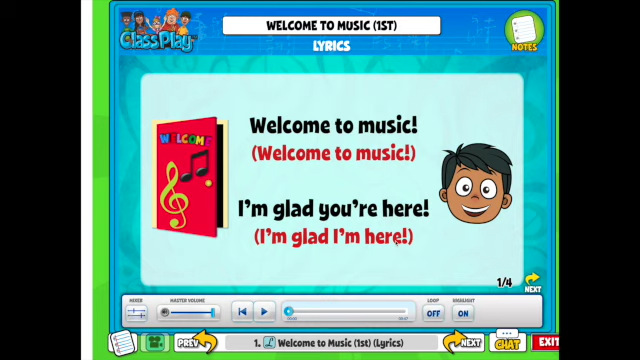 ClassPlay
WELCOME TO MUSIC (1ST)
LYRICS
NOTES
WELCOME
Welcome to music!
(Welcome to music!)
I'm glad you're here!
(I'm glad I'm here!)
1/4
NEXT
MIXER
MASTER VOLUME
LOOP
HIGHLIGHT
OFF
ON
00:00
PREV
1. Welcome to Music (1st) (Lyrics)
NEXT
CHAT
EXIT